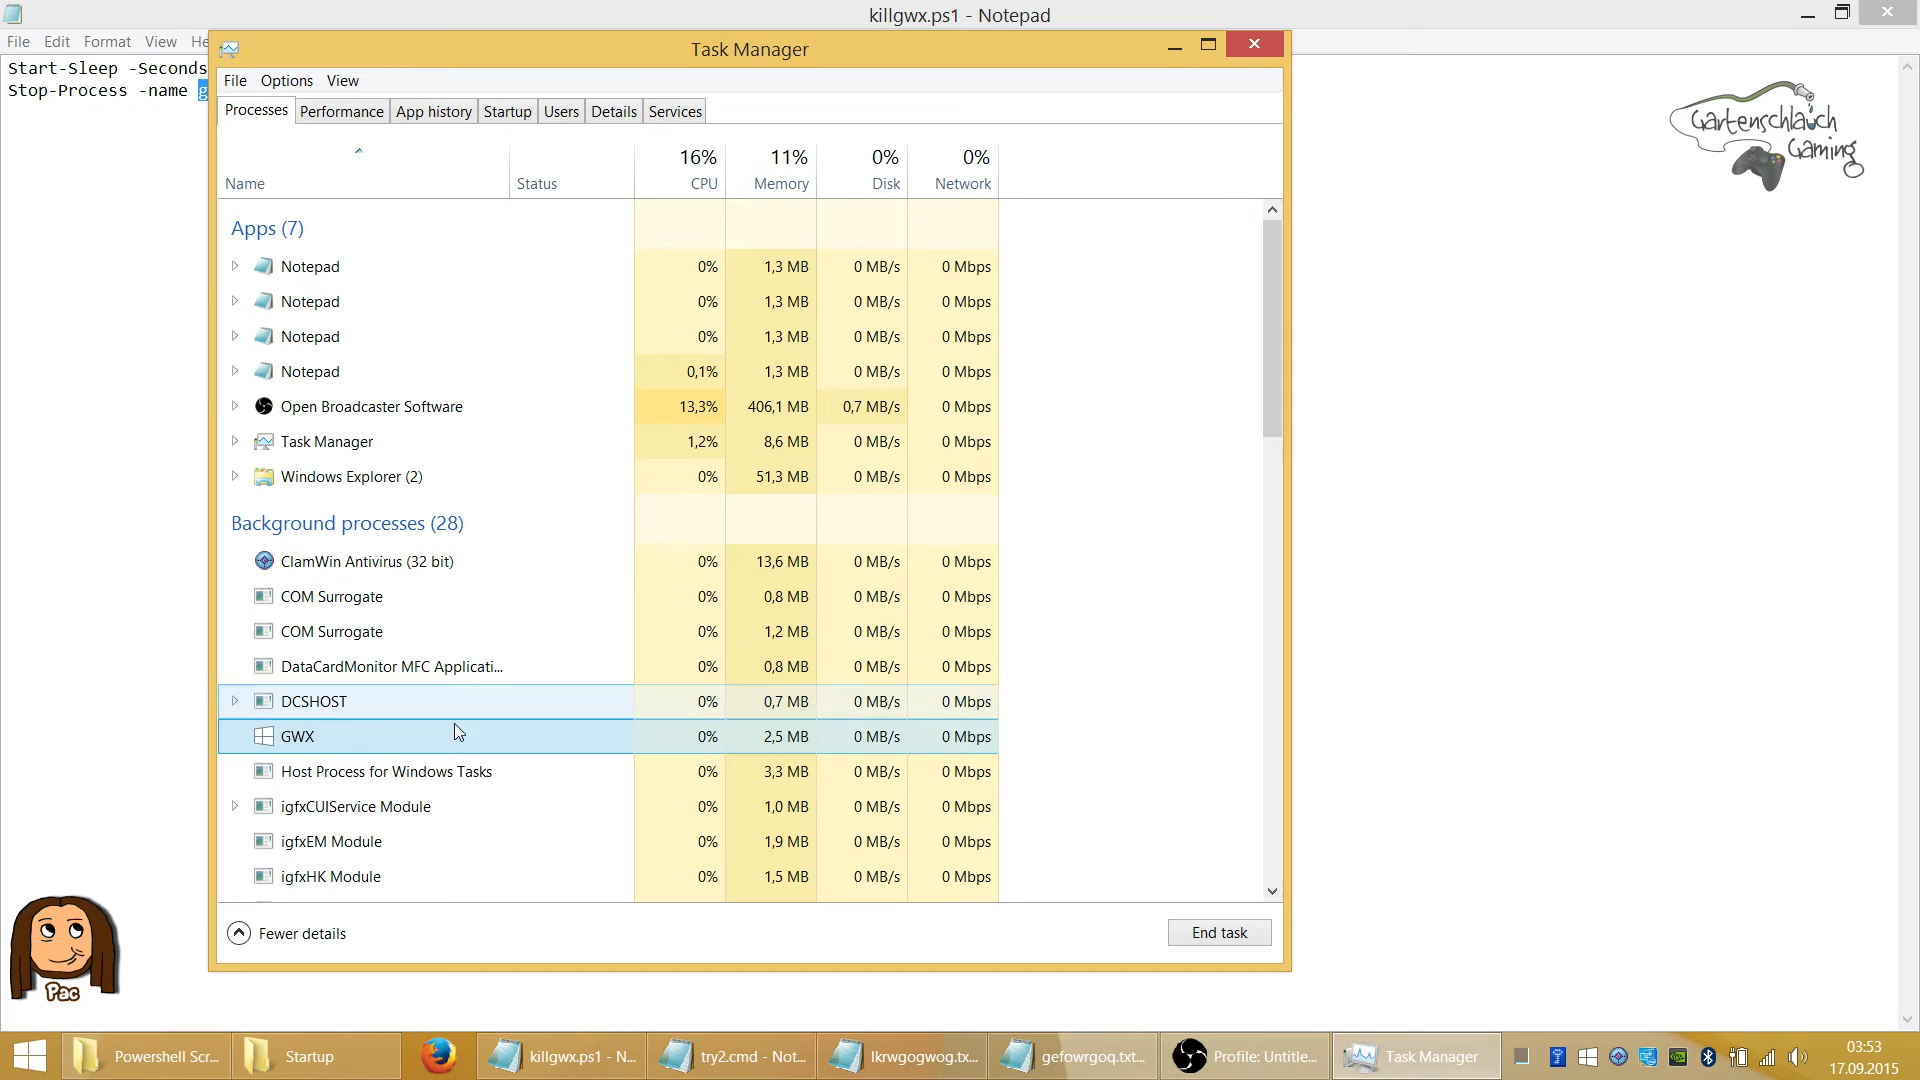 killgwx.ps1 - Notepad
File Edit Format View He
Start-Sleep -Seconds
Stop-Process -name g
Task Manager
File Options View
Processes Performance App history Startup Users Details Services
16% 11% 0% 0%
Name Status CPU Memory Disk Network
Apps (7)
Notepad 0% 1,3 MB 0 MB/s 0 Mbps
Notepad 0% 1,3 MB 0 MB/s 0 Mbps
Notepad 0% 1,3 MB 0 MB/s 0 Mbps
Notepad 0,1% 1,3 MB 0 MB/s 0 Mbps
Open Broadcaster Software 13,3% 406,1 MB 0,7 MB/s 0 Mbps
Task Manager 1,2% 8,6 MB 0 MB/s 0 Mbps
Windows Explorer (2) 0% 51,3 MB 0 MB/s 0 Mbps
Background processes (28)
ClamWin Antivirus (32 bit) 0% 13,6 MB 0 MB/s 0 Mbps
COM Surrogate 0% 0,8 MB 0 MB/s 0 Mbps
COM Surrogate 0% 1,2 MB 0 MB/s 0 Mbps
DataCardMonitor MFC Applicati... 0% 0,8 MB 0 MB/s 0 Mbps
DCSHOST 0% 0,7 MB 0 MB/s 0 Mbps
GWX 0% 2,5 MB 0 MB/s 0 Mbps
Host Process for Windows Tasks 0% 3,3 MB 0 MB/s 0 Mbps
igfxCUIService Module 0% 1,0 MB 0 MB/s 0 Mbps
igfxEM Module 0% 1,9 MB 0 MB/s 0 Mbps
igfxHK Module 0% 1,5 MB 0 MB/s 0 Mbps
Fewer details End task
Gartenschlauch
Gaming
Pac
Powershell Scr... Startup killgwx.ps1 - N... try2.cmd - Not... lkrwgogwog.tx... gefowrgoq.txt... Profile: Untitle... Task Manager
03:53
17.09.2015